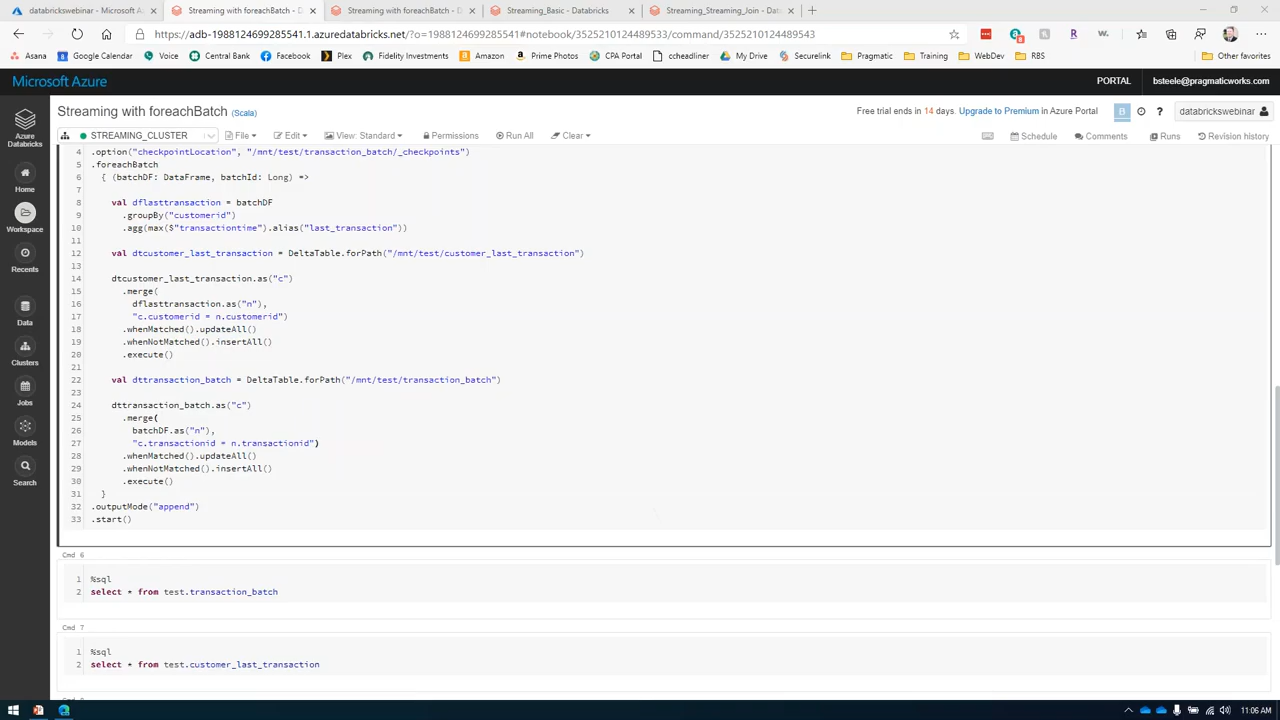 databrickswebinar - Microsoft A
Streaming with foreachBatch - D
Streaming with foreachBatch - D
Streaming_Basic - Databricks
Streaming_Streaming_Join - Data
https://adb-1988124699285541.1.azuredatabricks.net/?o=1988124699285541#notebook/3525210124489533/command/3525210124489543
Asana
Google Calendar
Voice
Central Bank
Facebook
Plex
Fidelity Investments
Amazon
Prime Photos
CPA Portal
ccheadliner
My Drive
Securelink
Pragmatic
Training
WebDev
RBS
Other favorites
Microsoft Azure
PORTAL
bsteele@pragmaticworks.com
Streaming with foreachBatch (Scala)
Free trial ends in 14 days. Upgrade to Premium in Azure Portal
databrickswebinar
STREAMING_CLUSTER
File
Edit
View: Standard
Permissions
Run All
Clear
Schedule
Comments
Runs
Revision history
Azure Databricks
Home
Workspace
Recents
Data
Clusters
Jobs
Models
Search
4 .option("checkpointLocation", "/mnt/test/transaction_batch/_checkpoints")
5 .foreachBatch
6 { (batchDF: DataFrame, batchId: Long) =>
7
8 val dflasttransaction = batchDF
9 .groupBy("customerid")
10 .agg(max($"transactiontime").alias("last_transaction"))
11
12 val dtcustomer_last_transaction = DeltaTable.forPath("/mnt/test/customer_last_transaction")
13
14 dtcustomer_last_transaction.as("c")
15 .merge(
16 dflasttransaction.as("n"),
17 "c.customerid = n.customerid")
18 .whenMatched().updateAll()
19 .whenNotMatched().insertAll()
20 .execute()
21
22 val dttransaction_batch = DeltaTable.forPath("/mnt/test/transaction_batch")
23
24 dttransaction_batch.as("c")
25 .merge(
26 batchDF.as("n"),
27 "c.transactionid = n.transactionid")
28 .whenMatched().updateAll()
29 .whenNotMatched().insertAll()
30 .execute()
31 }
32 .outputMode("append")
33 .start()
Cmd 6
1 %sql
2 select * from test.transaction_batch
Cmd 7
1 %sql
2 select * from test.customer_last_transaction
11:06 AM